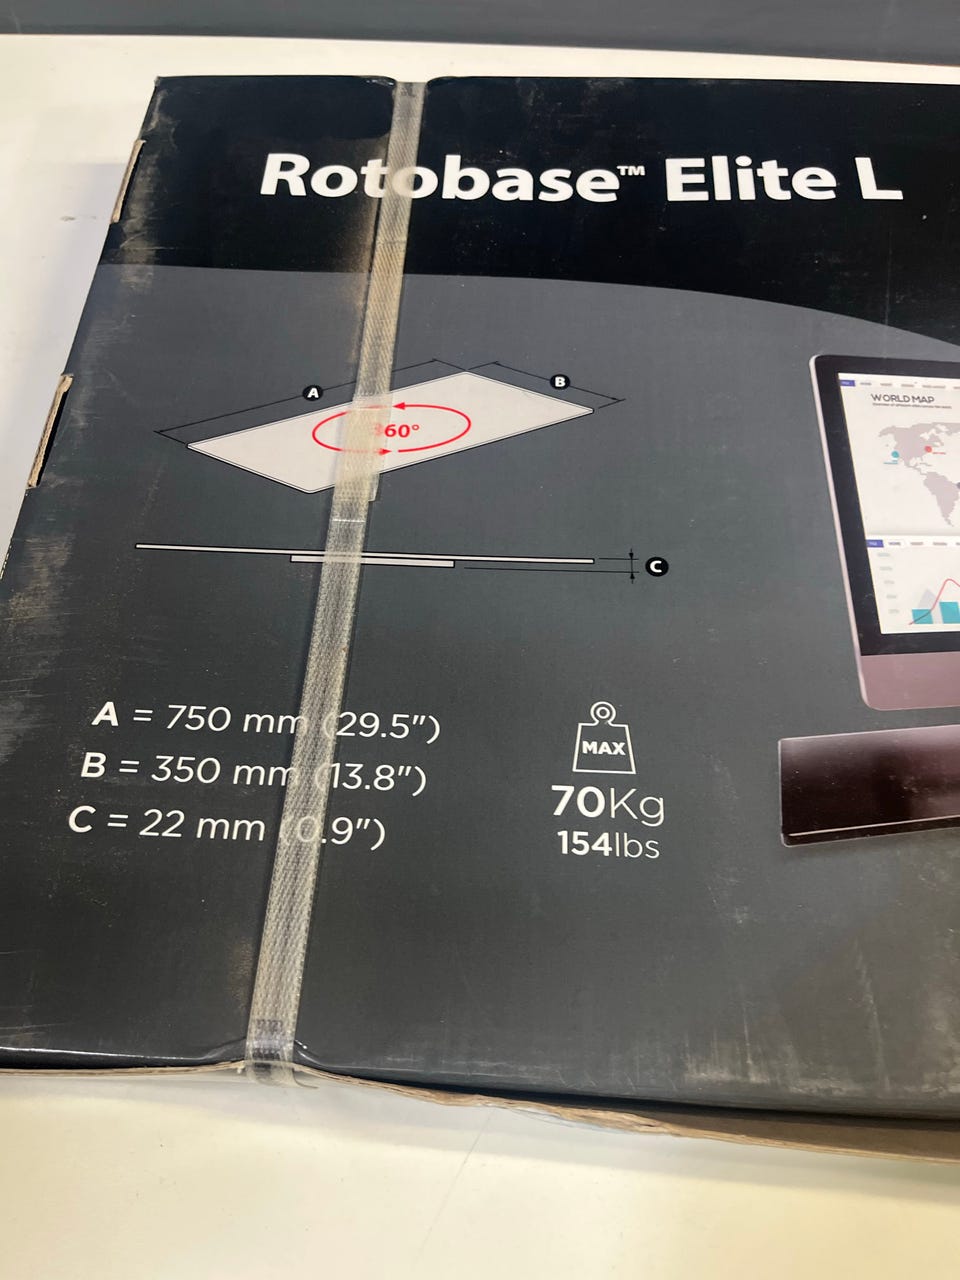 Rotobase™ Elite L
A
B
360°
C
WORLD MAP
A = 750 mm (29.5")
B = 350 mm (13.8")
C = 22 mm (0.9")
MAX
70Kg
154lbs